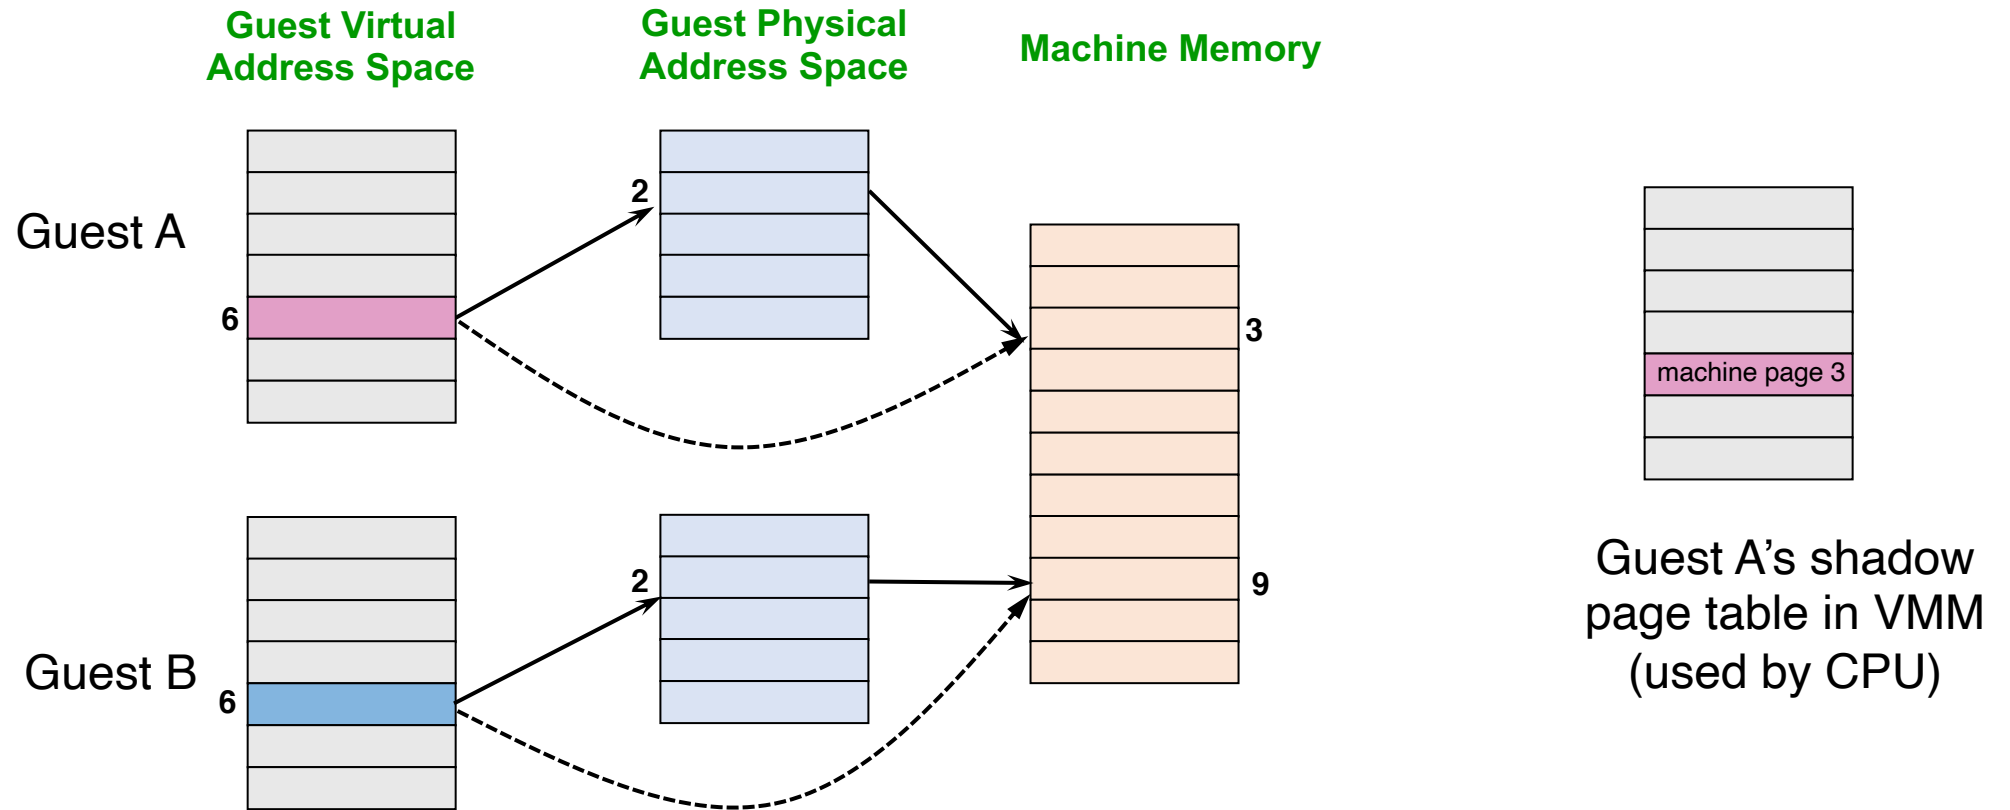 Guest Virtual
Address Space
Guest Physical
Address Space
Machine Memory
Guest A
2
6
3
machine page 3
Guest B
2
6
9
Guest A’s shadow
page table in VMM
(used by CPU)